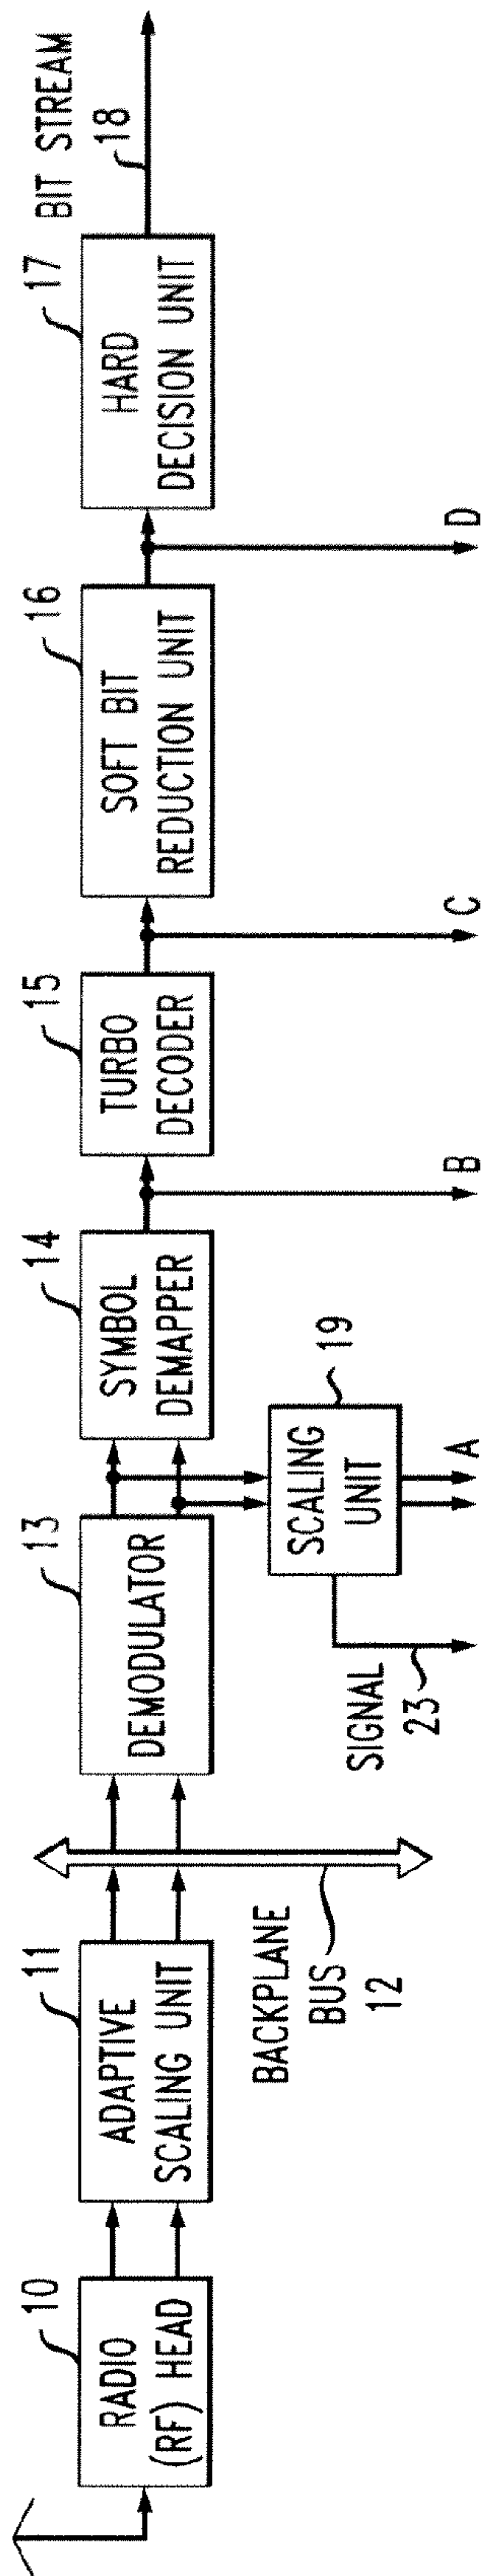 10
RADIO
(RF) HEAD
11
ADAPTIVE
SCALING UNIT
BACKPLANE
BUS
12
13
DEMODULATOR
SIGNAL
23
19
SCALING
UNIT
A
14
SYMBOL
DEMAPPER
B
15
TURBO
DECODER
C
16
SOFT BIT
REDUCTION UNIT
D
17
HARD
DECISION UNIT
BIT STREAM
18